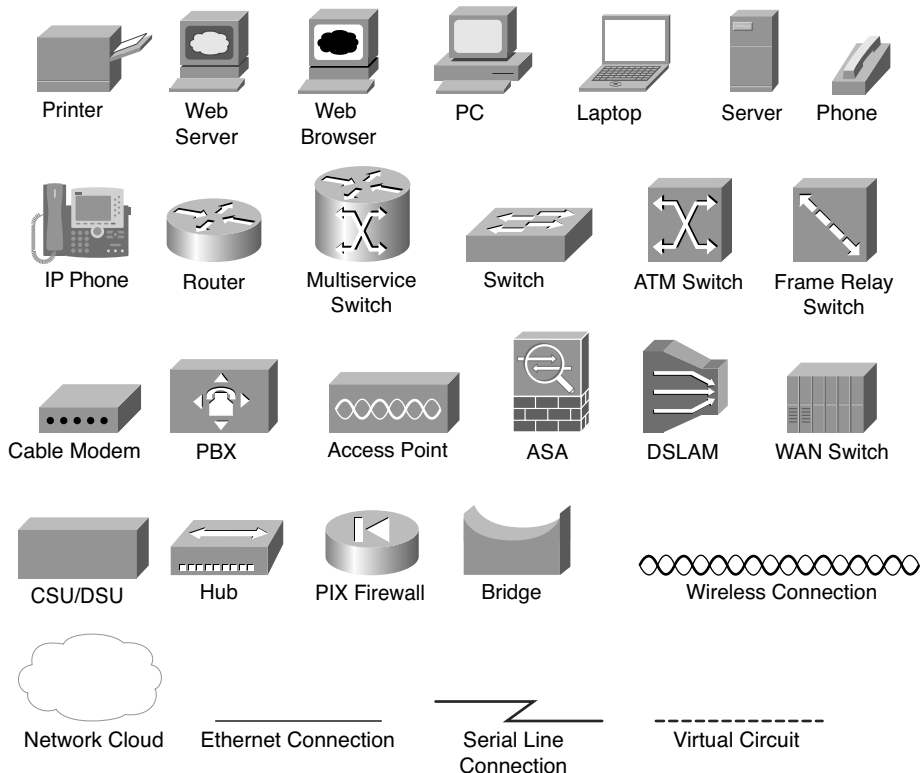 Printer
Web
Server
Web
Browser
PC
Laptop
Server
Phone
IP Phone
Router
Multiservice
Switch
Switch
ATM Switch
Frame Relay
Switch
Cable Modem
PBX
Access Point
ASA
DSLAM
WAN Switch
CSU/DSU
Hub
PIX Firewall
Bridge
Wireless Connection
Network Cloud
Ethernet Connection
Serial Line
Connection
Virtual Circuit